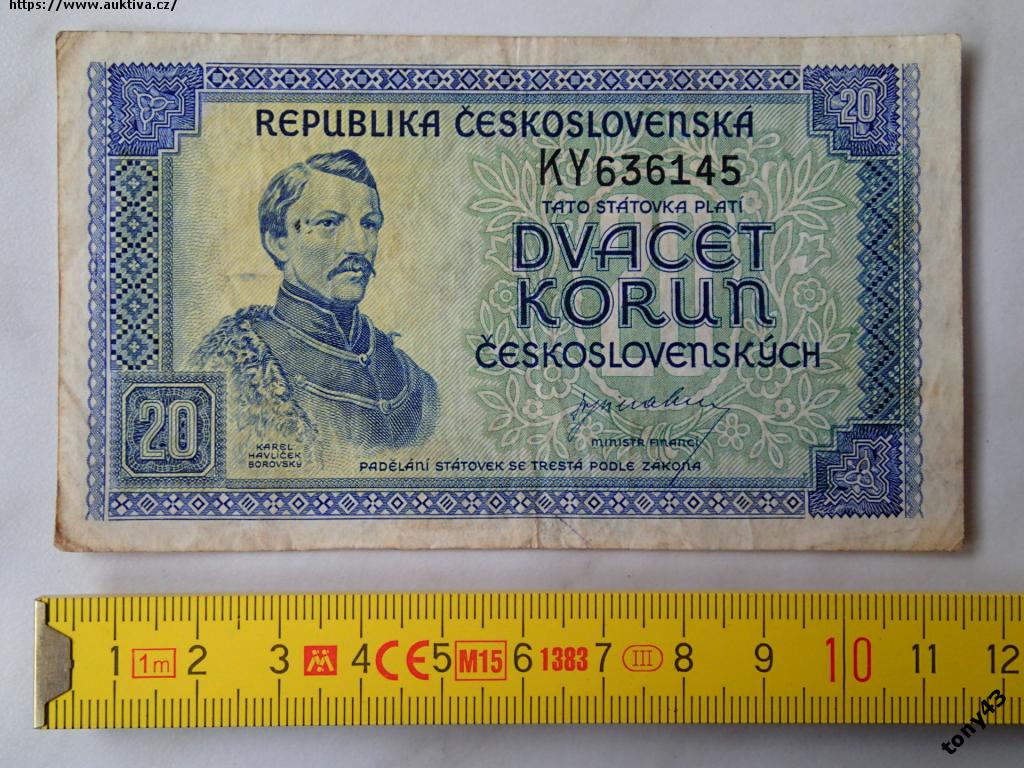 https://www.auktiva.cz/
20
REPUBLIKA ČESKOSLOVENSKÁ
KY636145
TATO STÁTOVKA PLATÍ
DVACET
KORUN
ČESKOSLOVENSKÝCH
MINISTR FINANCÍ
20
KAREL
HAVLÍČEK
BOROVSKÝ
PADĚLÁNÍ STÁTOVEK SE TRESTÁ PODLE ZÁKONA
20
1 1m 2 3 4 CE 5 M15 6 1383 7 III 8 9 10 11 12
tony43